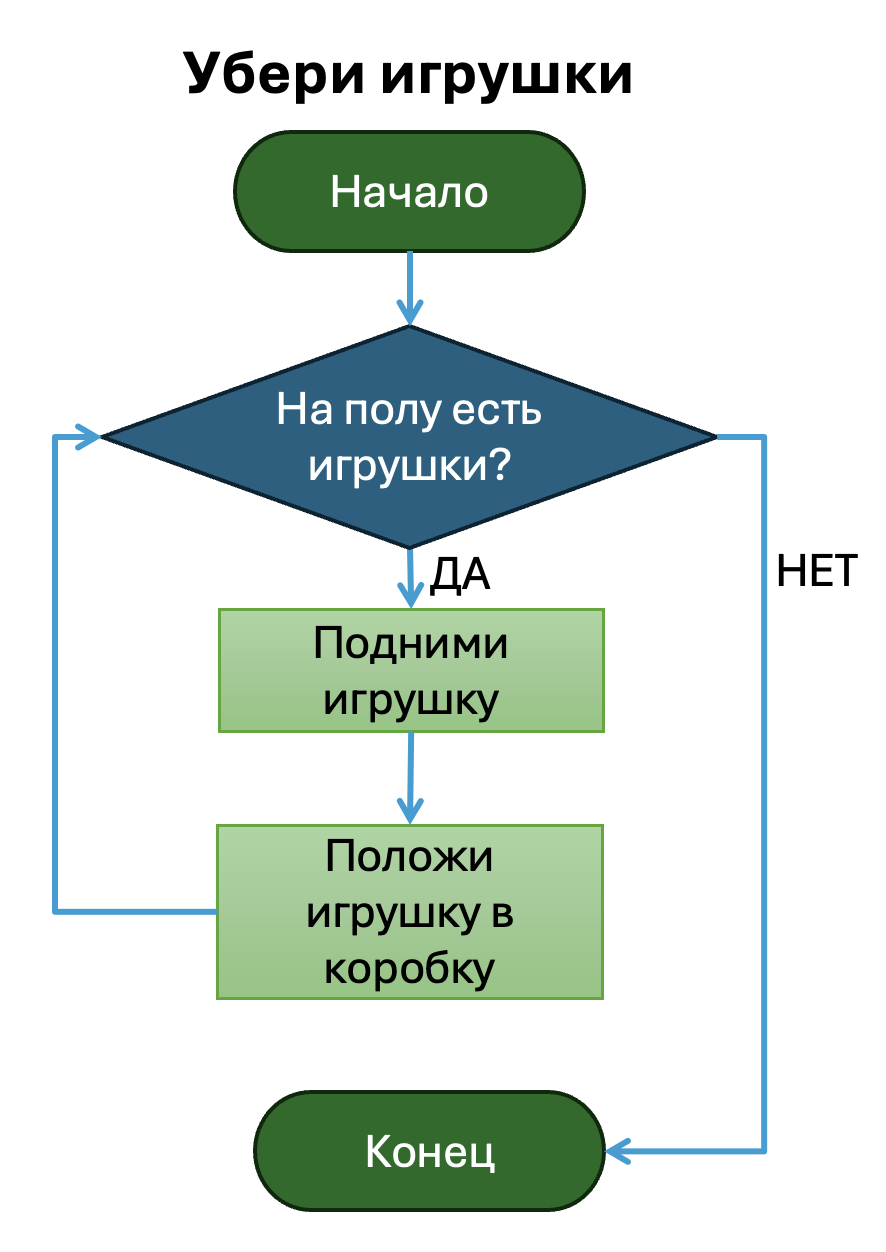 Убери игрушки
Начало
На полу есть
игрушки?
ДА
НЕТ
Подними
игрушку
Положи
игрушку в
коробку
Конец